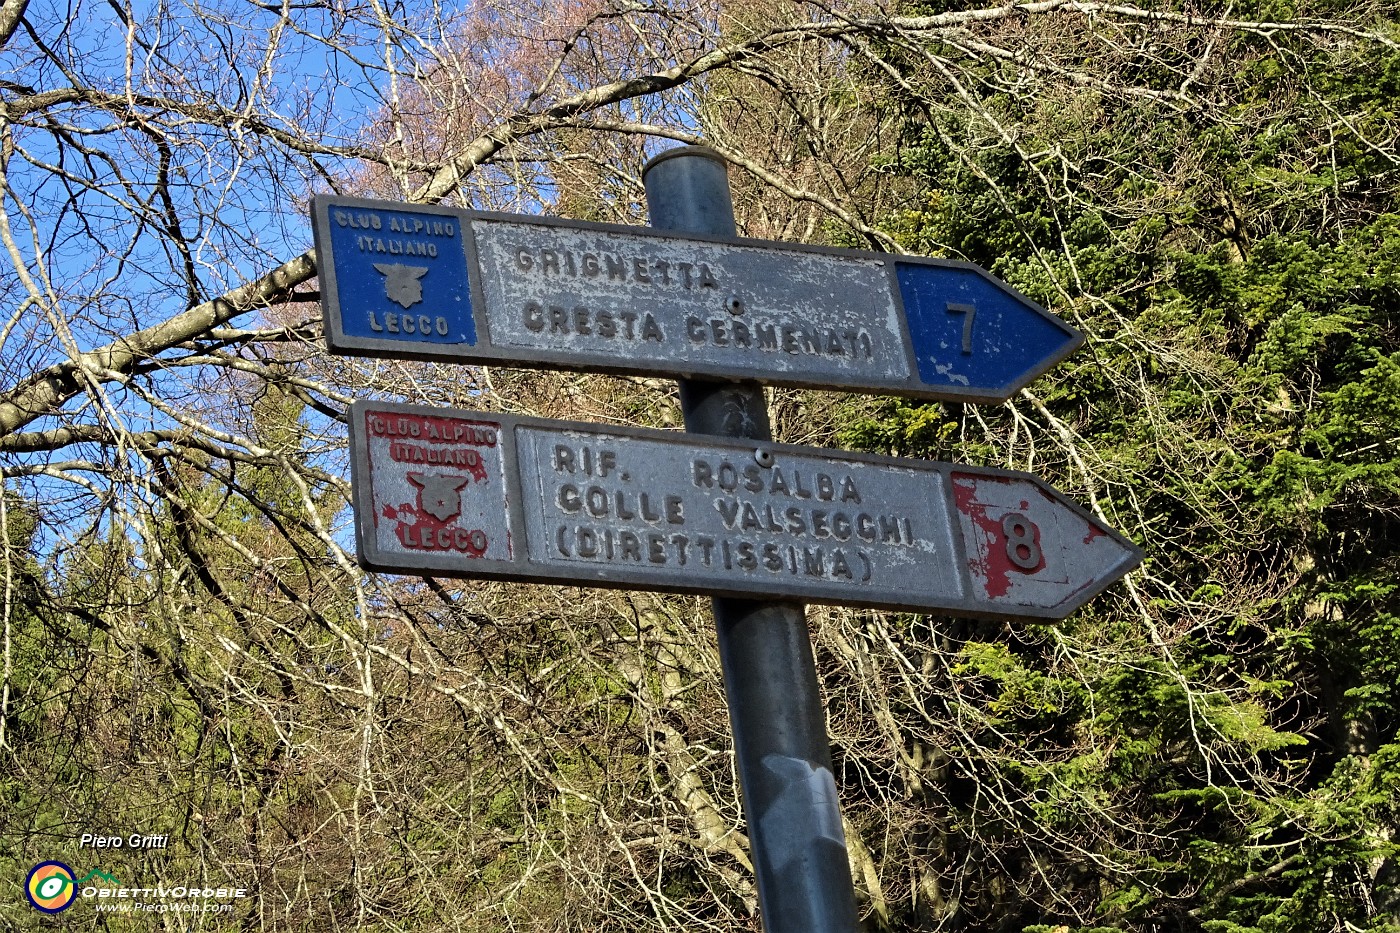 CLUB ALPINO
ITALIANO
LECCO
GRIGNETTA
CRESTA CERMENATI
7
CLUB ALPINO
ITALIANO
LECCO
RIF. ROSALBA
COLLE VALSECCHI
(DIRETTISSIMA)
8
Piero Gritti
OBIETTIVOROBIE
www.PieroWeb.com